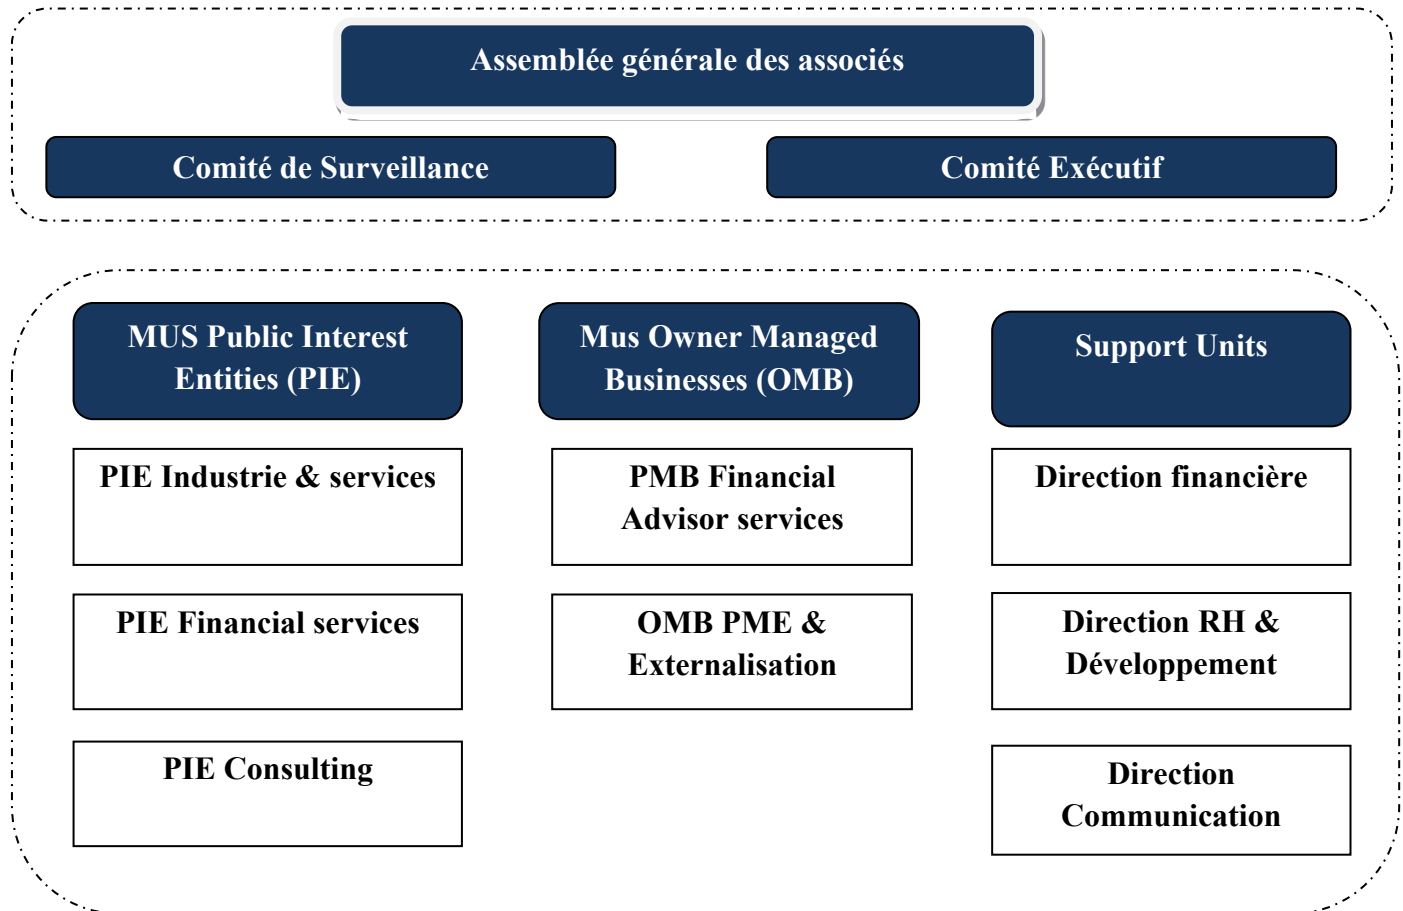 Assemblée générale des associés
Comité de Surveillance
Comité Exécutif
MUS Public Interest
Entities (PIE)
Mus Owner Managed
Businesses (OMB)
Support Units
PIE Industrie & services
PMB Financial
Advisor services
Direction financière
PIE Financial services
OMB PME &
Externalisation
Direction RH &
Développement
PIE Consulting
Direction
Communication